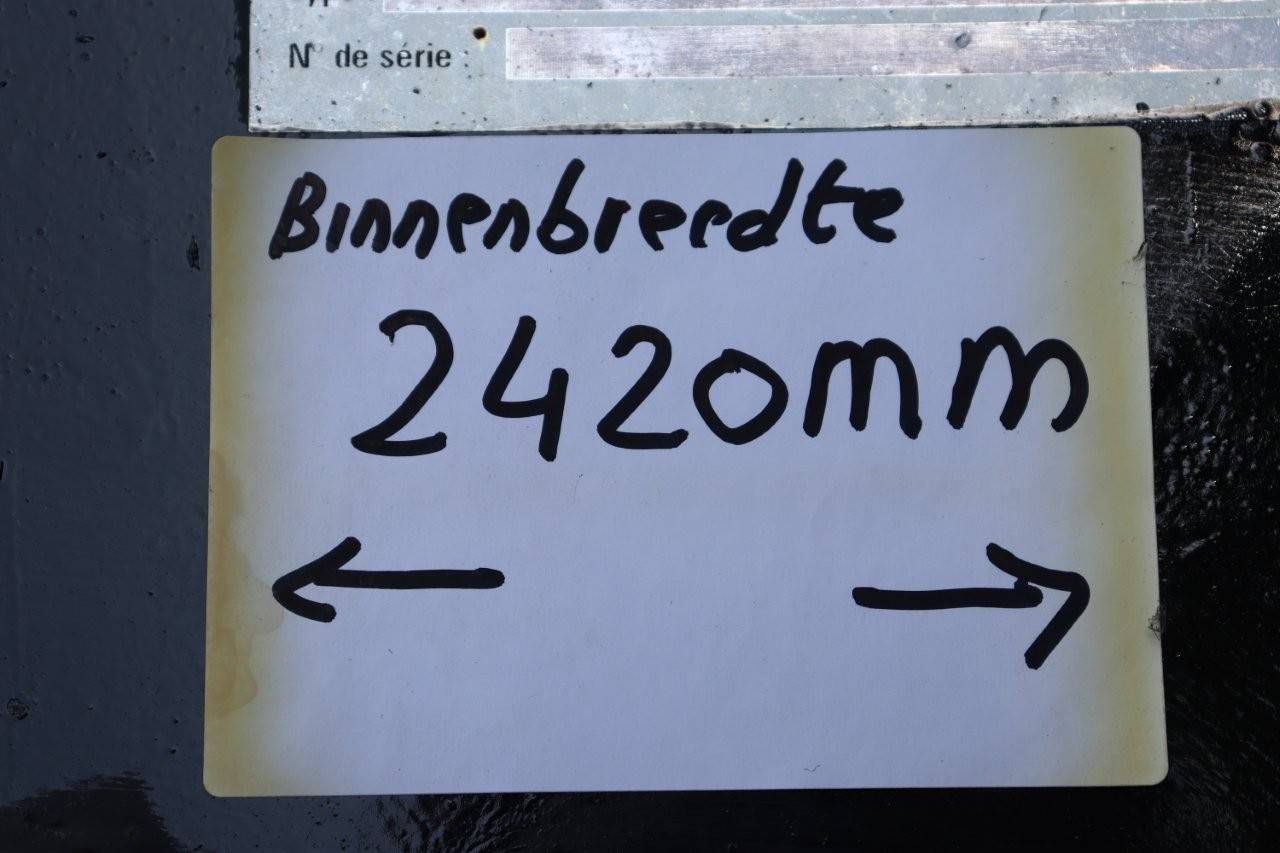 N° de série :
Binnenbreedte
2420mm